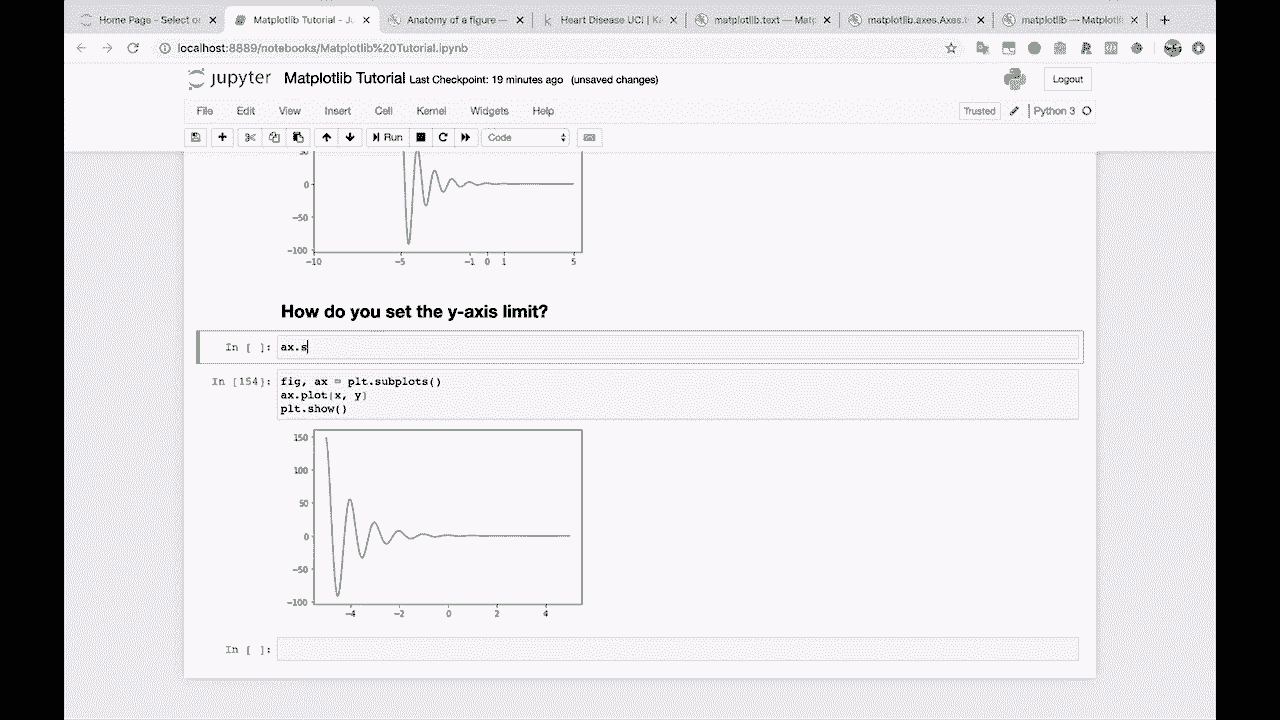 Home Page - Select or
Matplotlib Tutorial - Ju
Anatomy of a figure —
Heart Disease UCI | Ka
matplotlib.text — Matp
matplotlib.axes.Axes.b
matplotlib — Matplotli
localhost:8889/notebooks/Matplotlib%20Tutorial.ipynb
jupyter Matplotlib Tutorial Last Checkpoint: 19 minutes ago (unsaved changes)
Logout
File Edit View Insert Cell Kernel Widgets Help
Trusted Python 3
Run Code
50
0
-50
-100
-10 -5 -1 0 1 5
How do you set the y-axis limit?
In [ ]: ax.s
In [154]: fig, ax = plt.subplots()
ax.plot(x, y)
plt.show()
150
100
50
0
-50
-100
-4 -2 0 2 4
In [ ]: